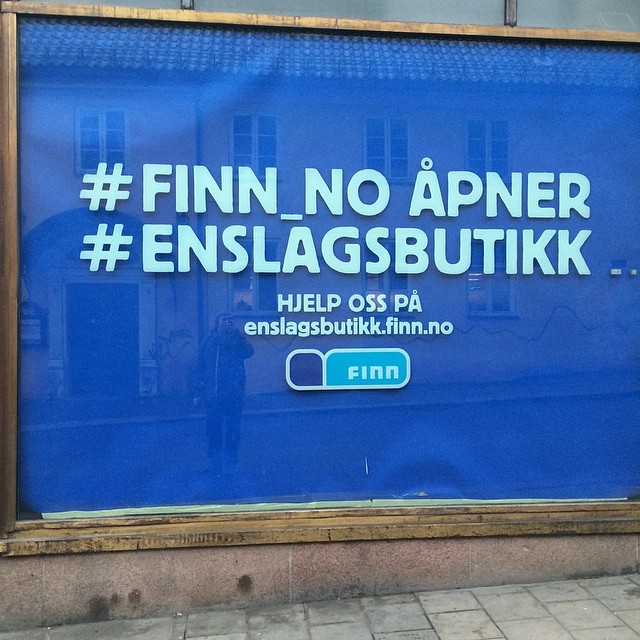 #FINN_NO ÅPNER
#ENSLAGSBUTIKK
HJELP OSS PÅ
enslagsbutikk.finn.no
FINN